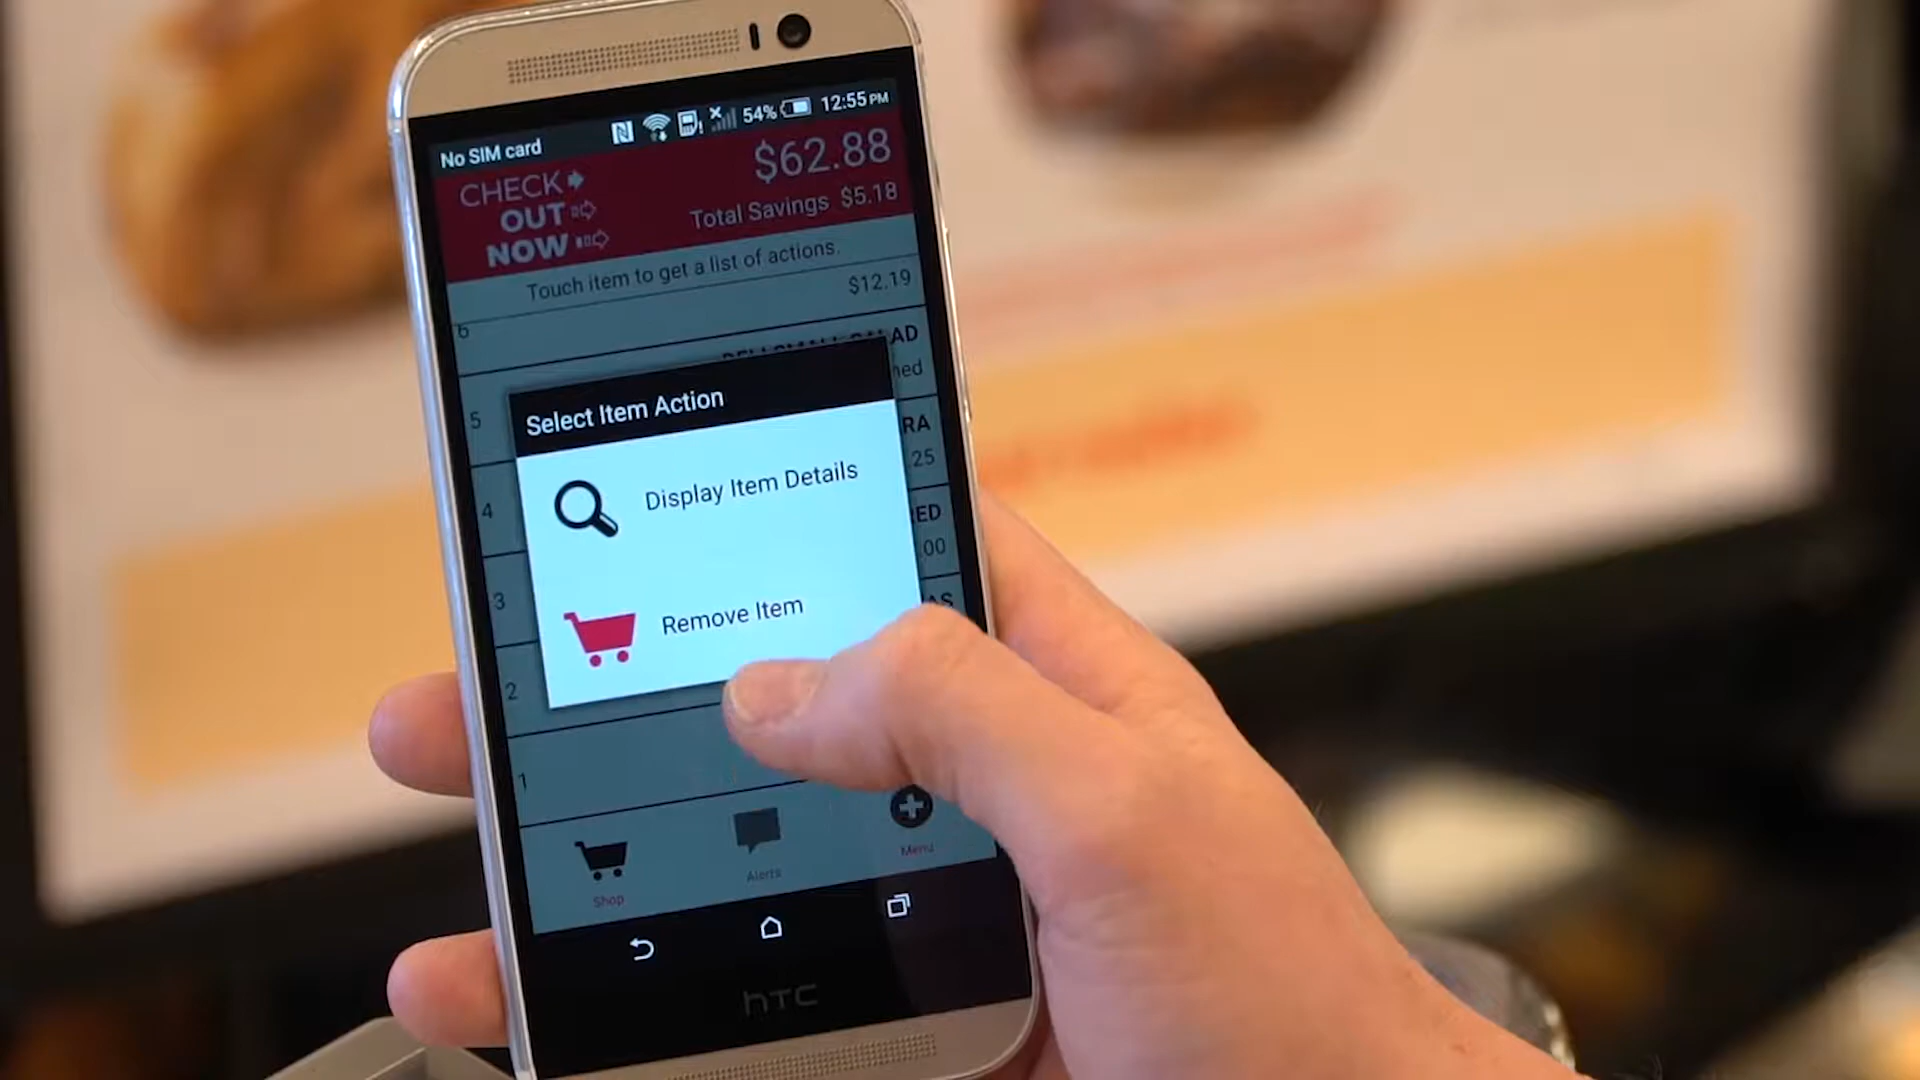 No SIM card 54% 12:55 PM
CHECK
OUT
NOW
$62.88
Total Savings $5.18
Touch item to get a list of actions.
6 $12.19
5
4
25
3
00
2
1
Select Item Action
Display Item Details
Remove Item
Shop
Alerts
Menu
hTC